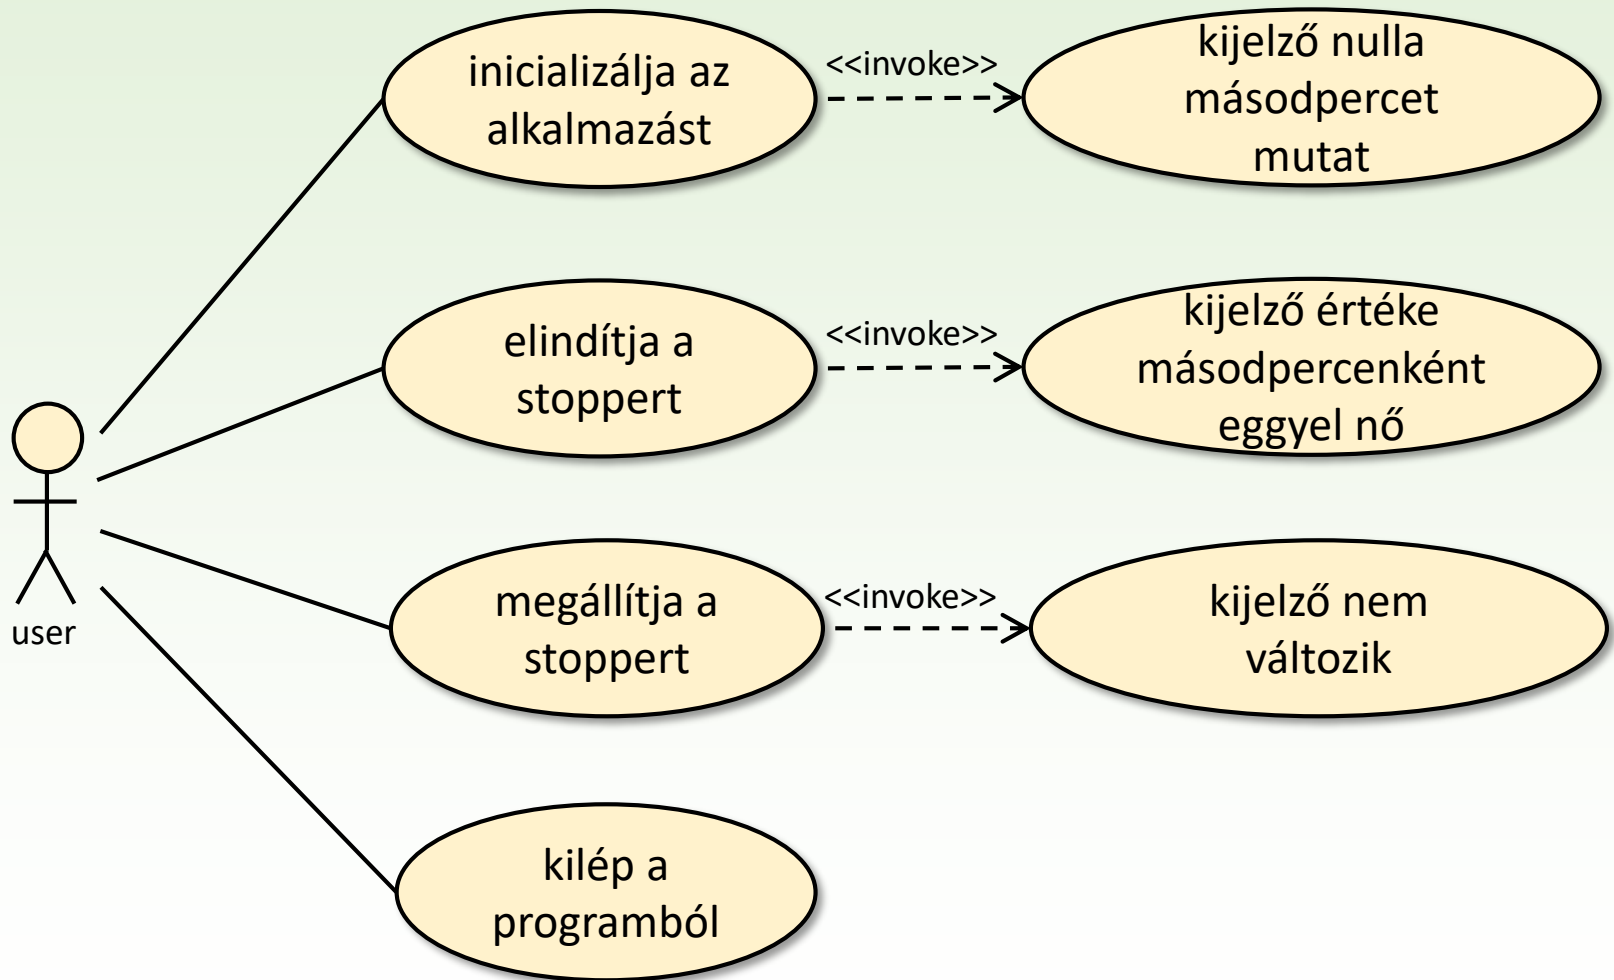 inicializálja az
alkalmazást
<<invoke>>
kijelző nulla
másodpercet
mutat
elindítja a
stoppert
<<invoke>>
kijelző értéke
másodpercenként
eggyel nő
user
megállítja a
stoppert
<<invoke>>
kijelző nem
változik
kilép a
programból